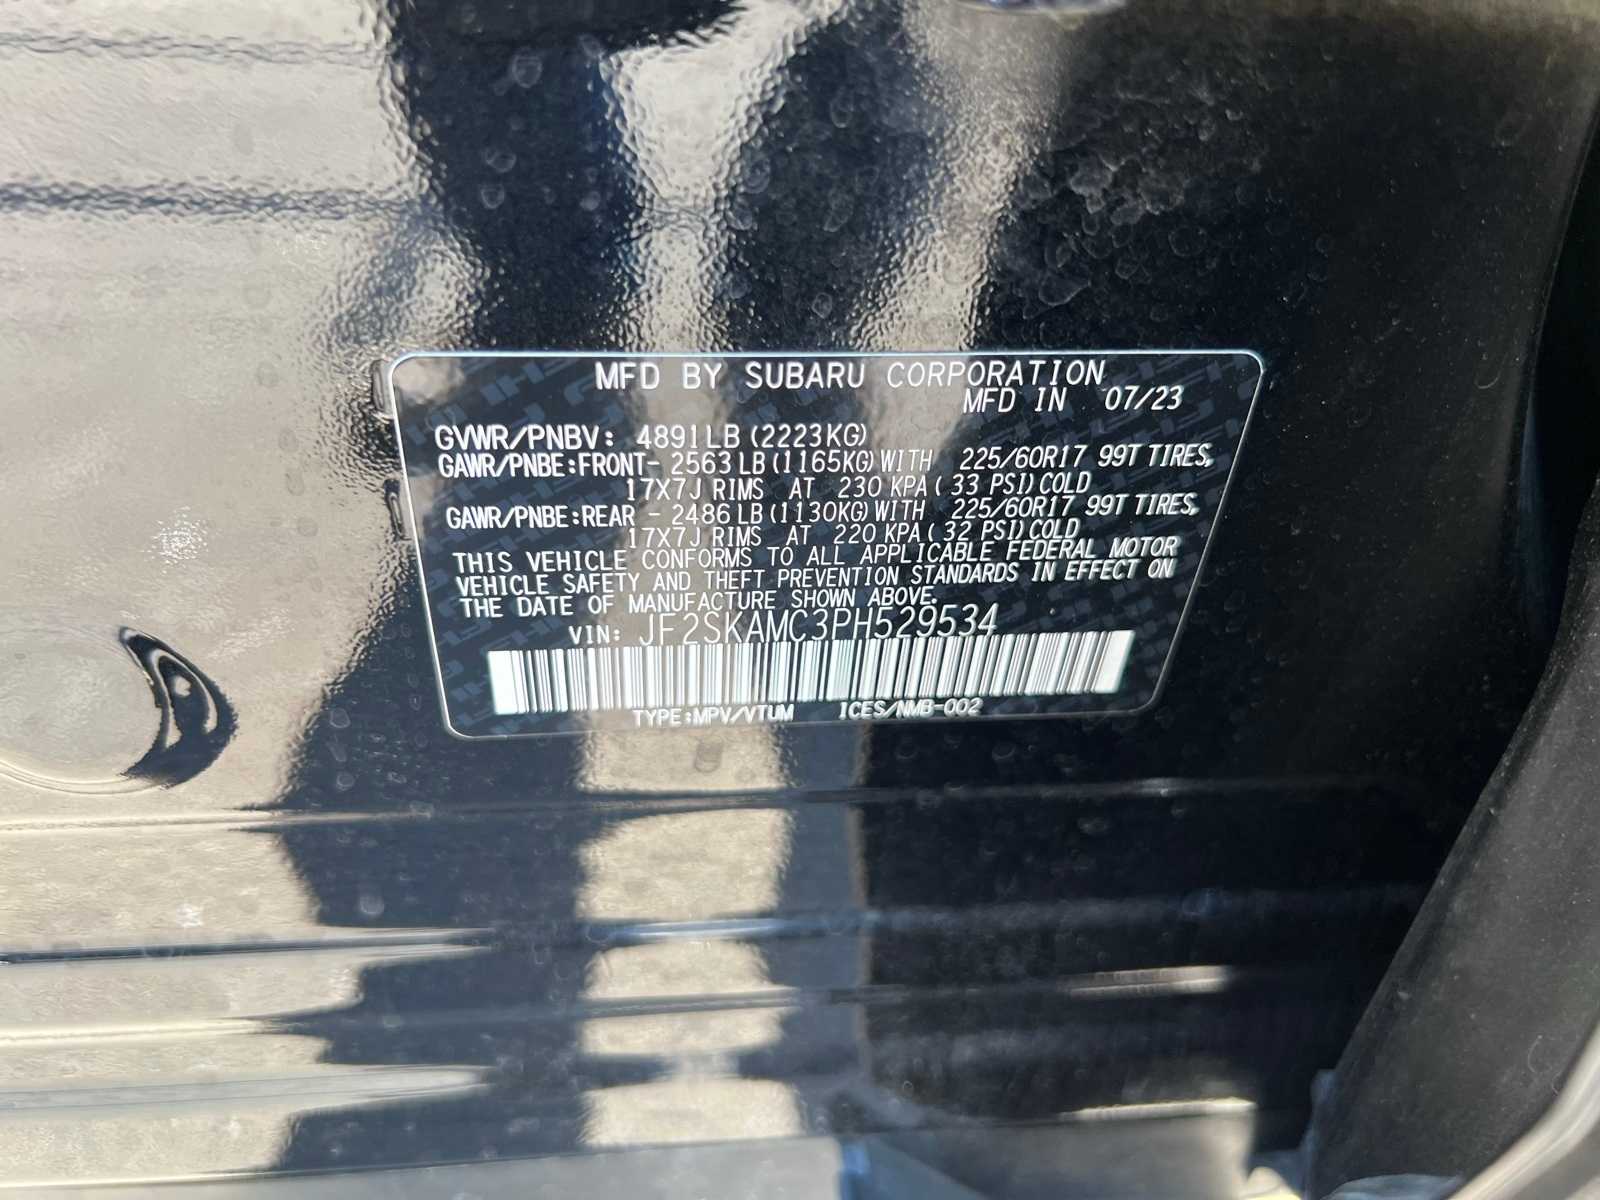 MFD BY SUBARU CORPORATION
MFD IN 07/23
GVWR/PNBV: 4891LB(2223KG)
GAWR/PNBE:FRONT- 2563LB(1165KG)WITH 225/60R17 99T TIRES,
17X7J RIMS AT 230 KPA( 33 PSI)COLD
GAWR/PNBE:REAR - 2486LB(1130KG)WITH 225/60R17 99T TIRES,
17X7J RIMS AT 220 KPA( 32 PSI)COLD
THIS VEHICLE CONFORMS TO ALL APPLICABLE FEDERAL MOTOR
VEHICLE SAFETY AND THEFT PREVENTION STANDARDS IN EFFECT ON
THE DATE OF MANUFACTURE SHOWN ABOVE.
VIN: JF2SKAMC3PH529534
TYPE:MPV/VTUM ICES/NMB-002